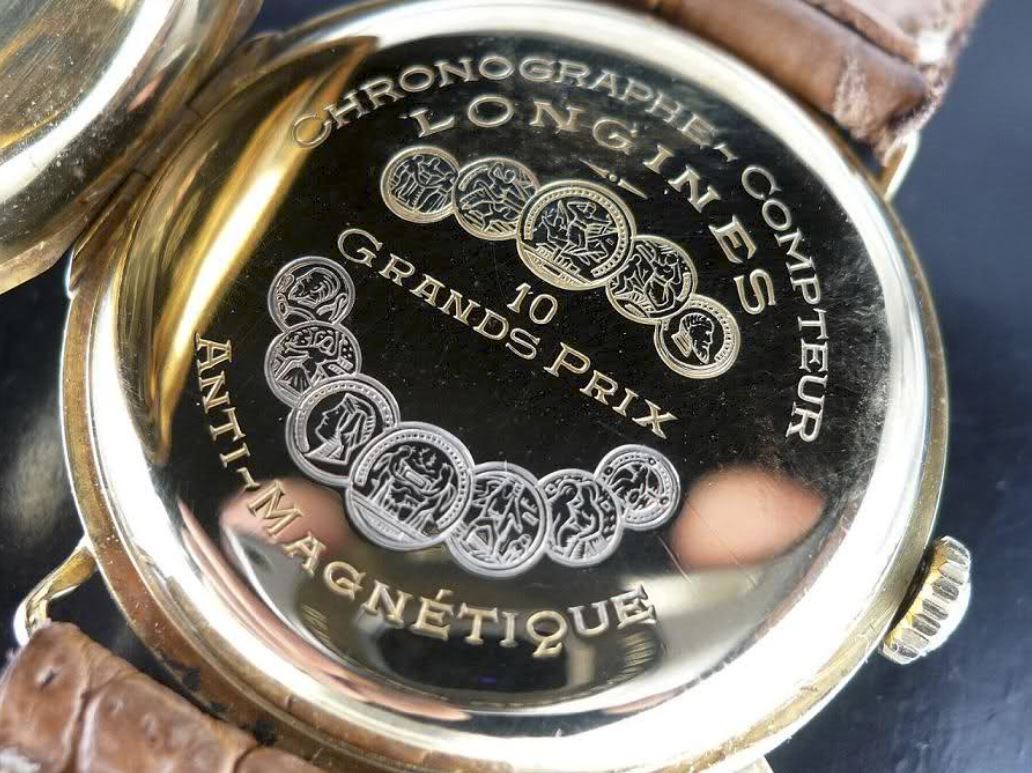 CHRONOGRAPHE-COMPTEUR
LONGINES
10
GRANDS PRIX
ANTI-MAGNÉTIQUE